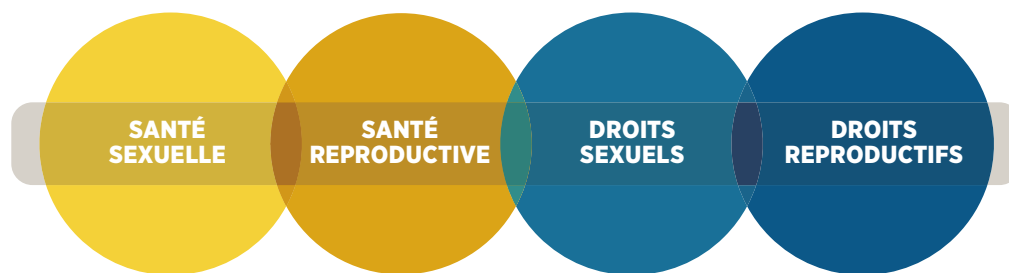 SANTÉ
SEXUELLE
SANTÉ
REPRODUCTIVE
DROITS
SEXUELS
DROITS
REPRODUCTIFS